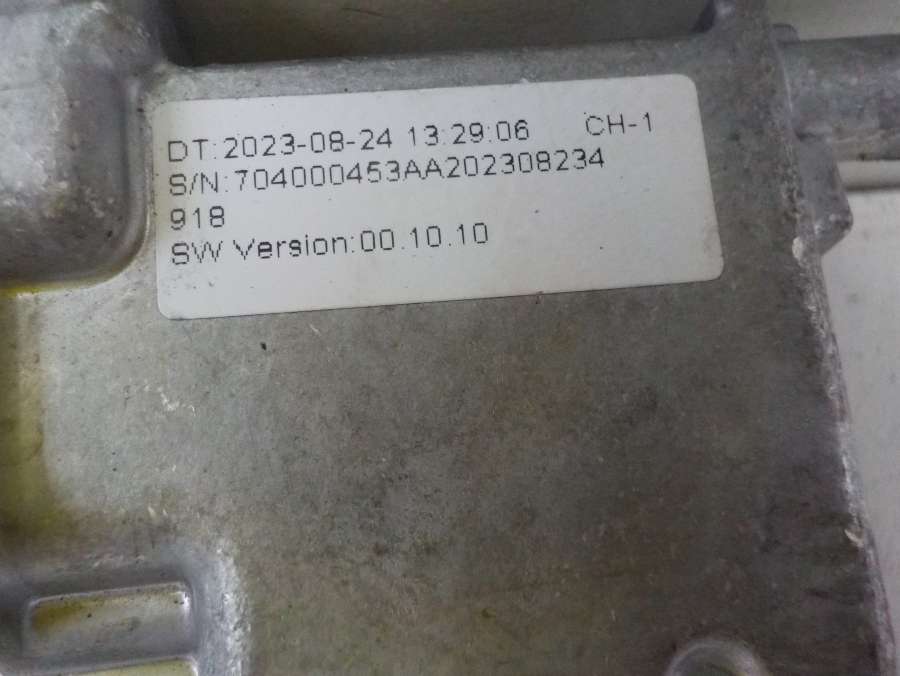 DT:2023-08-24 13:29:06 CH-1
S/N:704000453AA202308234
918
SW Version:00.10.10